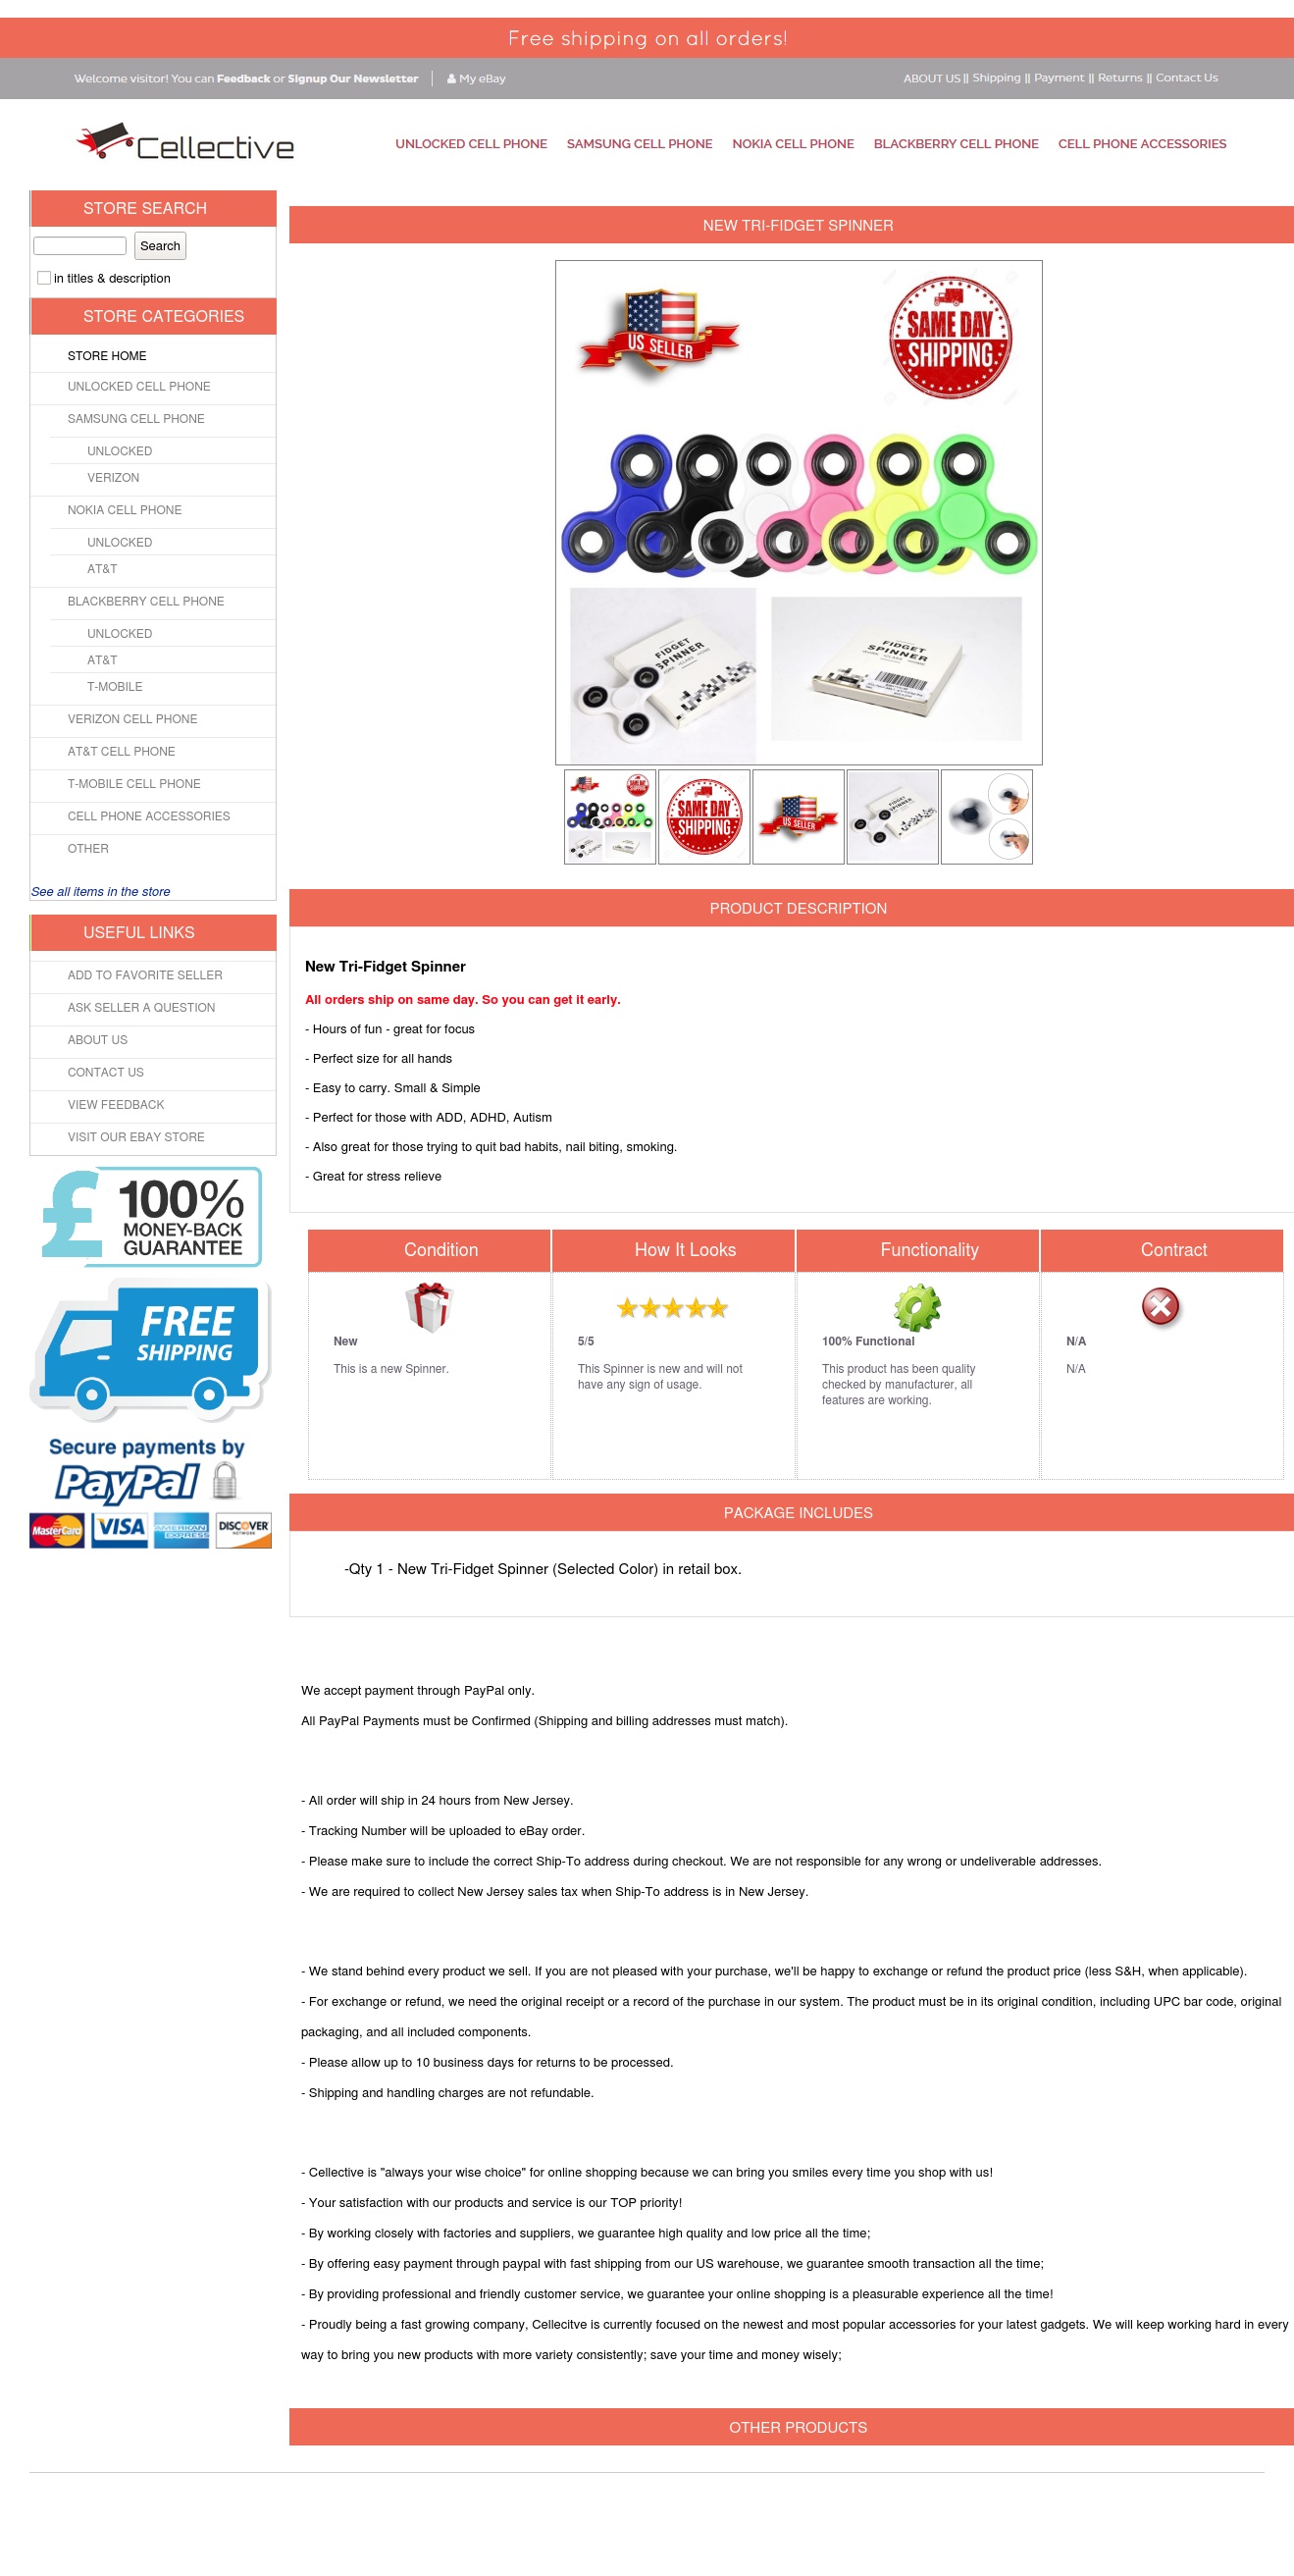 Free shipping on all orders!
Welcome visitor! You can Feedback or Signup Our Newsletter
My eBay
ABOUT US || Shipping || Payment || Returns || Contact Us
Cellective
UNLOCKED CELL PHONE SAMSUNG CELL PHONE NOKIA CELL PHONE BLACKBERRY CELL PHONE CELL PHONE ACCESSORIES
STORE SEARCH
Search
in titles & description
STORE CATEGORIES
STORE HOME
UNLOCKED CELL PHONE
SAMSUNG CELL PHONE
UNLOCKED
VERIZON
NOKIA CELL PHONE
UNLOCKED
AT&T
BLACKBERRY CELL PHONE
UNLOCKED
AT&T
T-MOBILE
VERIZON CELL PHONE
AT&T CELL PHONE
T-MOBILE CELL PHONE
CELL PHONE ACCESSORIES
OTHER
See all items in the store
USEFUL LINKS
ADD TO FAVORITE SELLER
ASK SELLER A QUESTION
ABOUT US
CONTACT US
VIEW FEEDBACK
VISIT OUR EBAY STORE
£ 100%
MONEY-BACK
GUARANTEE
FREE
SHIPPING
Secure payments by
PayPal
MasterCard VISA AMERICAN EXPRESS DISCOVER NETWORK
NEW TRI-FIDGET SPINNER
US SELLER
SAME DAY
SHIPPING
FIDGET
SPINNER
FIDGET
SPINNER
SAME DAY
SHIPPING
US SELLER
PRODUCT DESCRIPTION
New Tri-Fidget Spinner
All orders ship on same day. So you can get it early.
- Hours of fun - great for focus
- Perfect size for all hands
- Easy to carry. Small & Simple
- Perfect for those with ADD, ADHD, Autism
- Also great for those trying to quit bad habits, nail biting, smoking.
- Great for stress relieve
Condition
New
This is a new Spinner.
How It Looks
5/5
This Spinner is new and will not
have any sign of usage.
Functionality
100% Functional
This product has been quality
checked by manufacturer, all
features are working.
Contract
N/A
N/A
PACKAGE INCLUDES
-Qty 1 - New Tri-Fidget Spinner (Selected Color) in retail box.
We accept payment through PayPal only.
All PayPal Payments must be Confirmed (Shipping and billing addresses must match).
- All order will ship in 24 hours from New Jersey.
- Tracking Number will be uploaded to eBay order.
- Please make sure to include the correct Ship-To address during checkout. We are not responsible for any wrong or undeliverable addresses.
- We are required to collect New Jersey sales tax when Ship-To address is in New Jersey.
- We stand behind every product we sell. If you are not pleased with your purchase, we'll be happy to exchange or refund the product price (less S&H, when applicable).
- For exchange or refund, we need the original receipt or a record of the purchase in our system. The product must be in its original condition, including UPC bar code, original
packaging, and all included components.
- Please allow up to 10 business days for returns to be processed.
- Shipping and handling charges are not refundable.
- Cellective is "always your wise choice" for online shopping because we can bring you smiles every time you shop with us!
- Your satisfaction with our products and service is our TOP priority!
- By working closely with factories and suppliers, we guarantee high quality and low price all the time;
- By offering easy payment through paypal with fast shipping from our US warehouse, we guarantee smooth transaction all the time;
- By providing professional and friendly customer service, we guarantee your online shopping is a pleasurable experience all the time!
- Proudly being a fast growing company, Cellecitve is currently focused on the newest and most popular accessories for your latest gadgets. We will keep working hard in every
way to bring you new products with more variety consistently; save your time and money wisely;
OTHER PRODUCTS